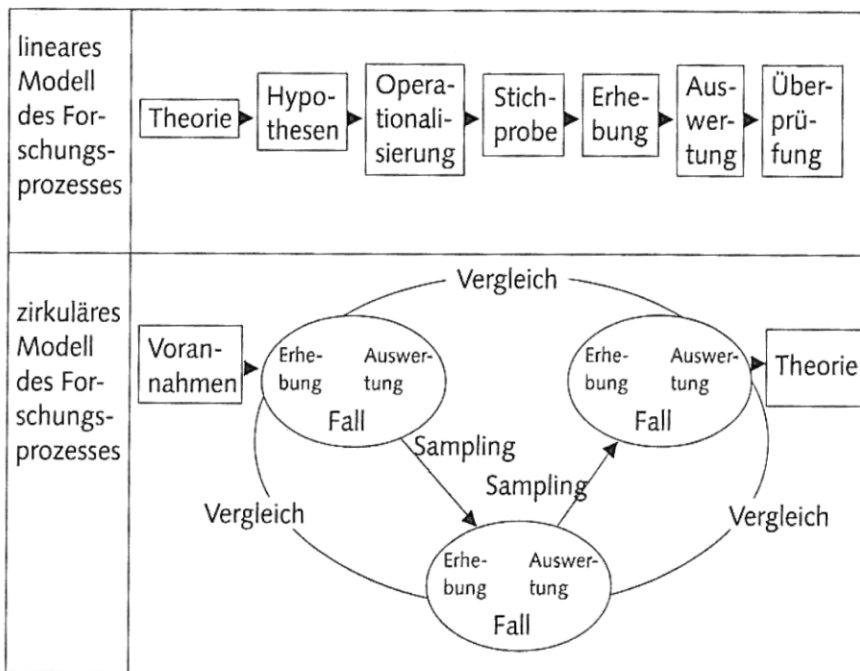 lineares
Modell
des For-
schungs-
prozesses
Theorie
Hypo-
thesen
Opera-
tionali-
sierung
Stich-
probe
Erhe-
bung
Aus-
wer-
tung
Über-
prü-
fung
zirkuläres
Modell
des For-
schungs-
prozesses
Voran-
nahmen
Vergleich
Erhe-
bung
Auswer-
tung
Fall
Sampling
Vergleich
Erhe-
bung
Auswer-
tung
Fall
Sampling
Erhe-
bung
Auswer-
tung
Fall
Vergleich
Theorie